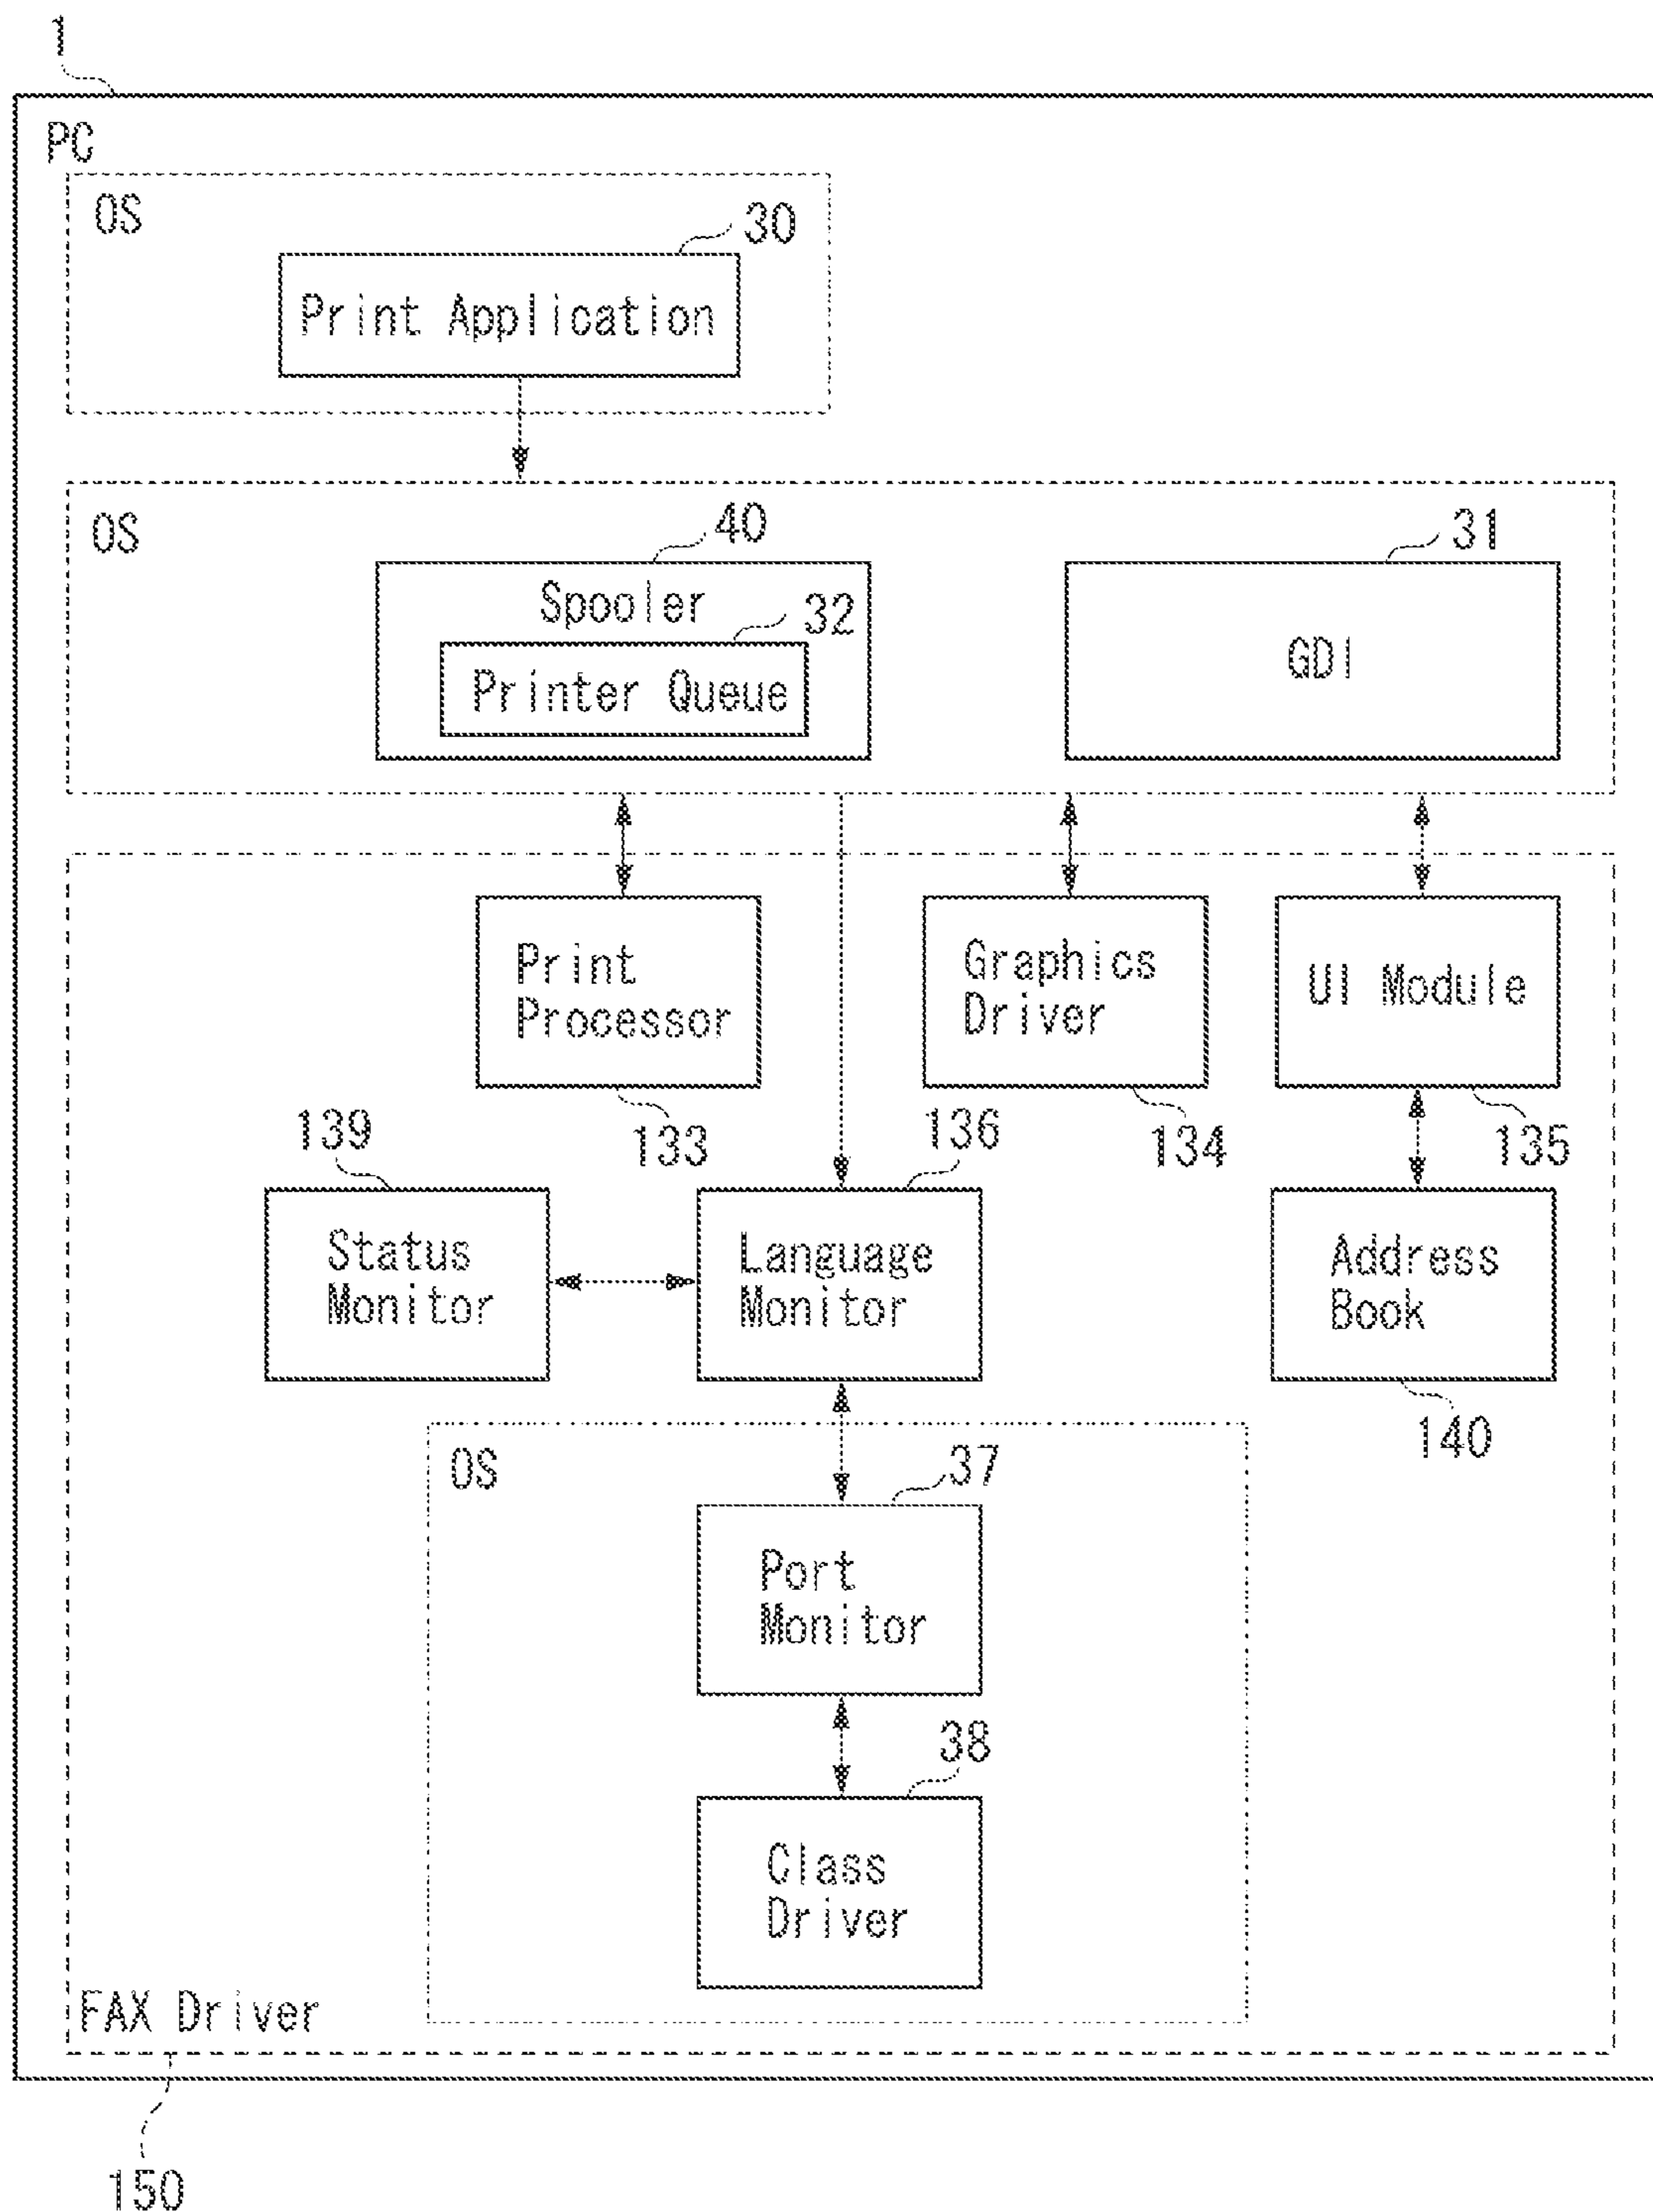 1
PC
OS
30
Print Application
OS
40
Spooler
32
Printer Queue
31
GDI
Print
Processor
133
Graphics
Driver
134
UI Module
135
139
Status
Monitor
136
Language
Monitor
Address
Book
140
OS
37
Port
Monitor
38
Class
Driver
FAX Driver
150